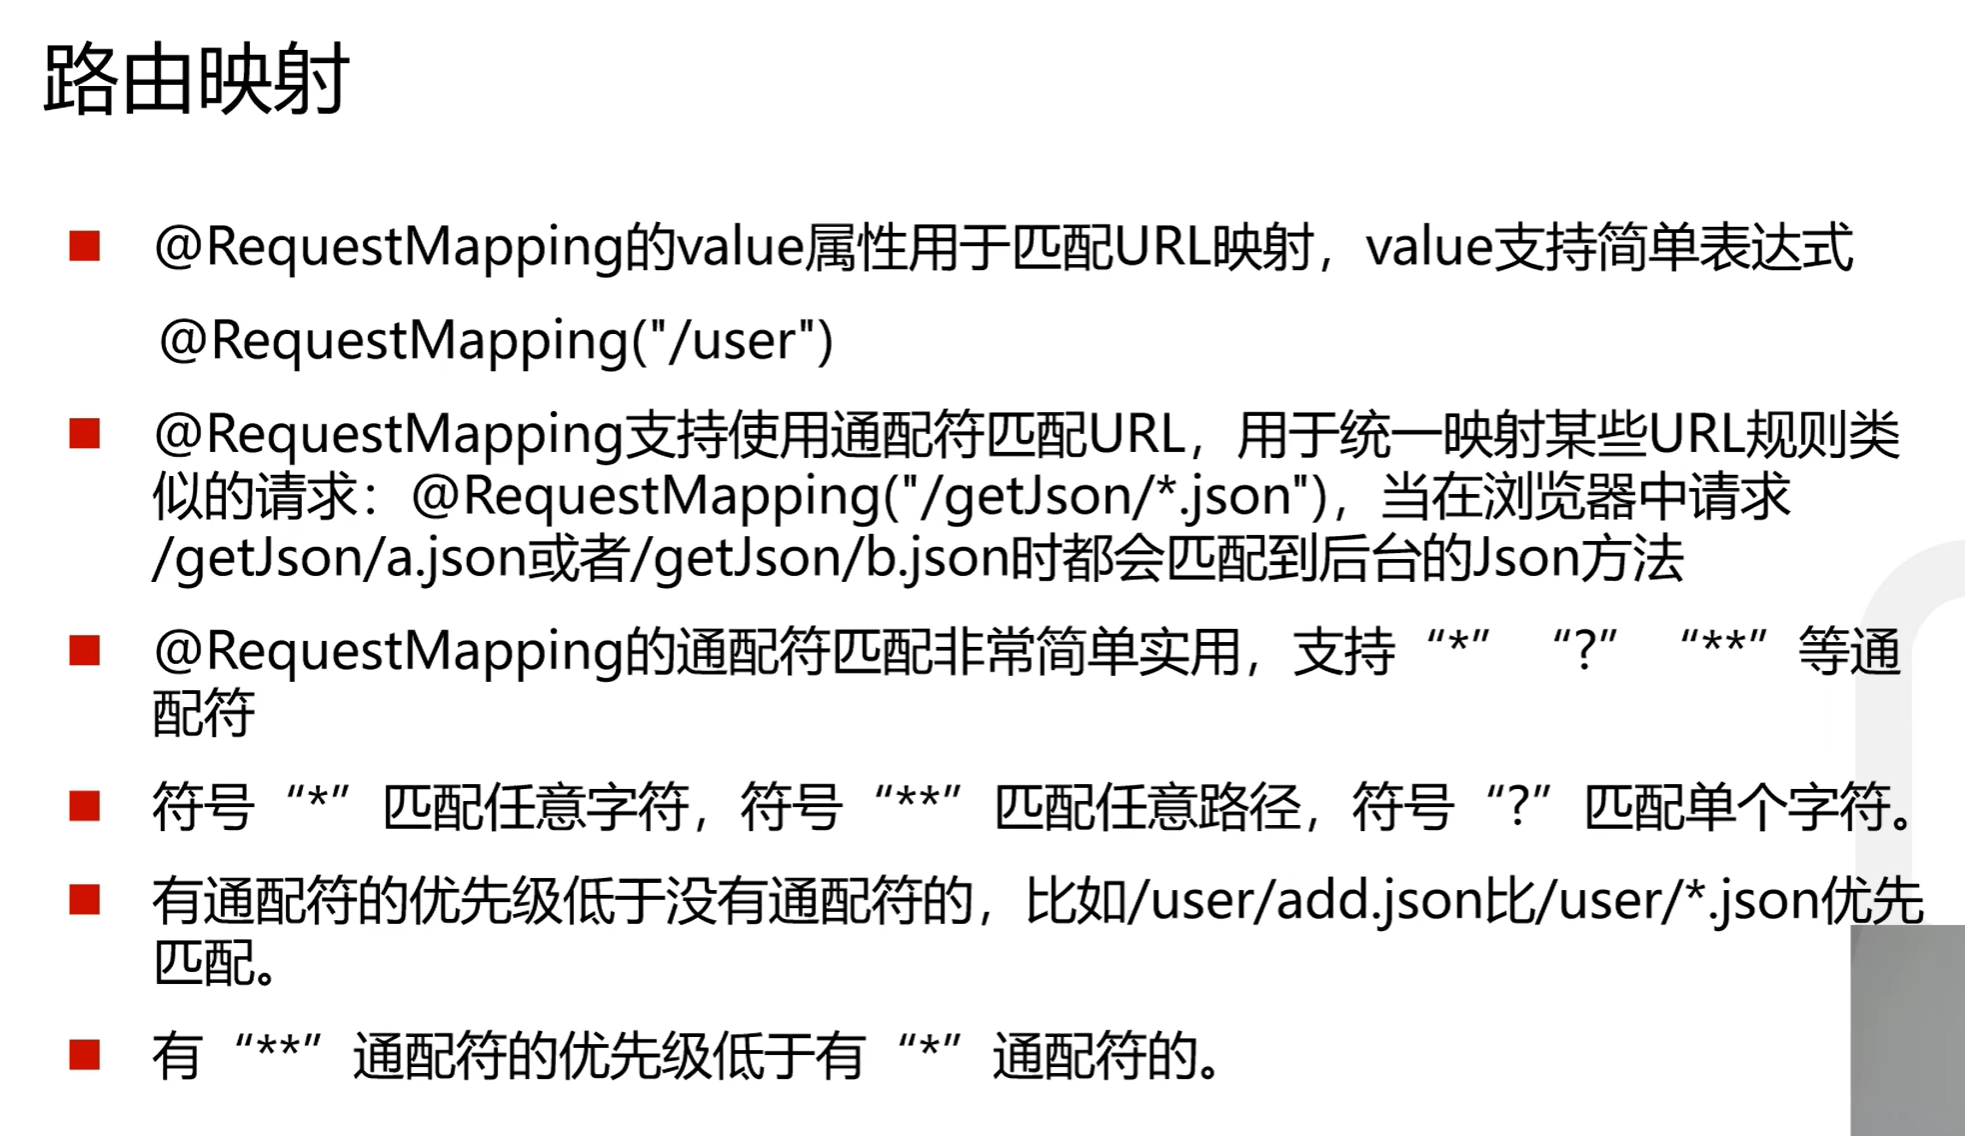 路由映射
@RequestMapping的value属性用于匹配URL映射，value支持简单表达式
@RequestMapping("/user")
@RequestMapping支持使用通配符匹配URL，用于统一映射某些URL规则类
似的请求：@RequestMapping("/getJson/*.json")，当在浏览器中请求
/getJson/a.json或者/getJson/b.json时都会匹配到后台的Json方法
@RequestMapping的通配符匹配非常简单实用，支持“*”“?”“**”等通
配符
符号“*”匹配任意字符，符号“**”匹配任意路径，符号“?”匹配单个字符。
有通配符的优先级低于没有通配符的，比如/user/add.json比/user/*.json优先
匹配。
有“**”通配符的优先级低于有“*”通配符的。